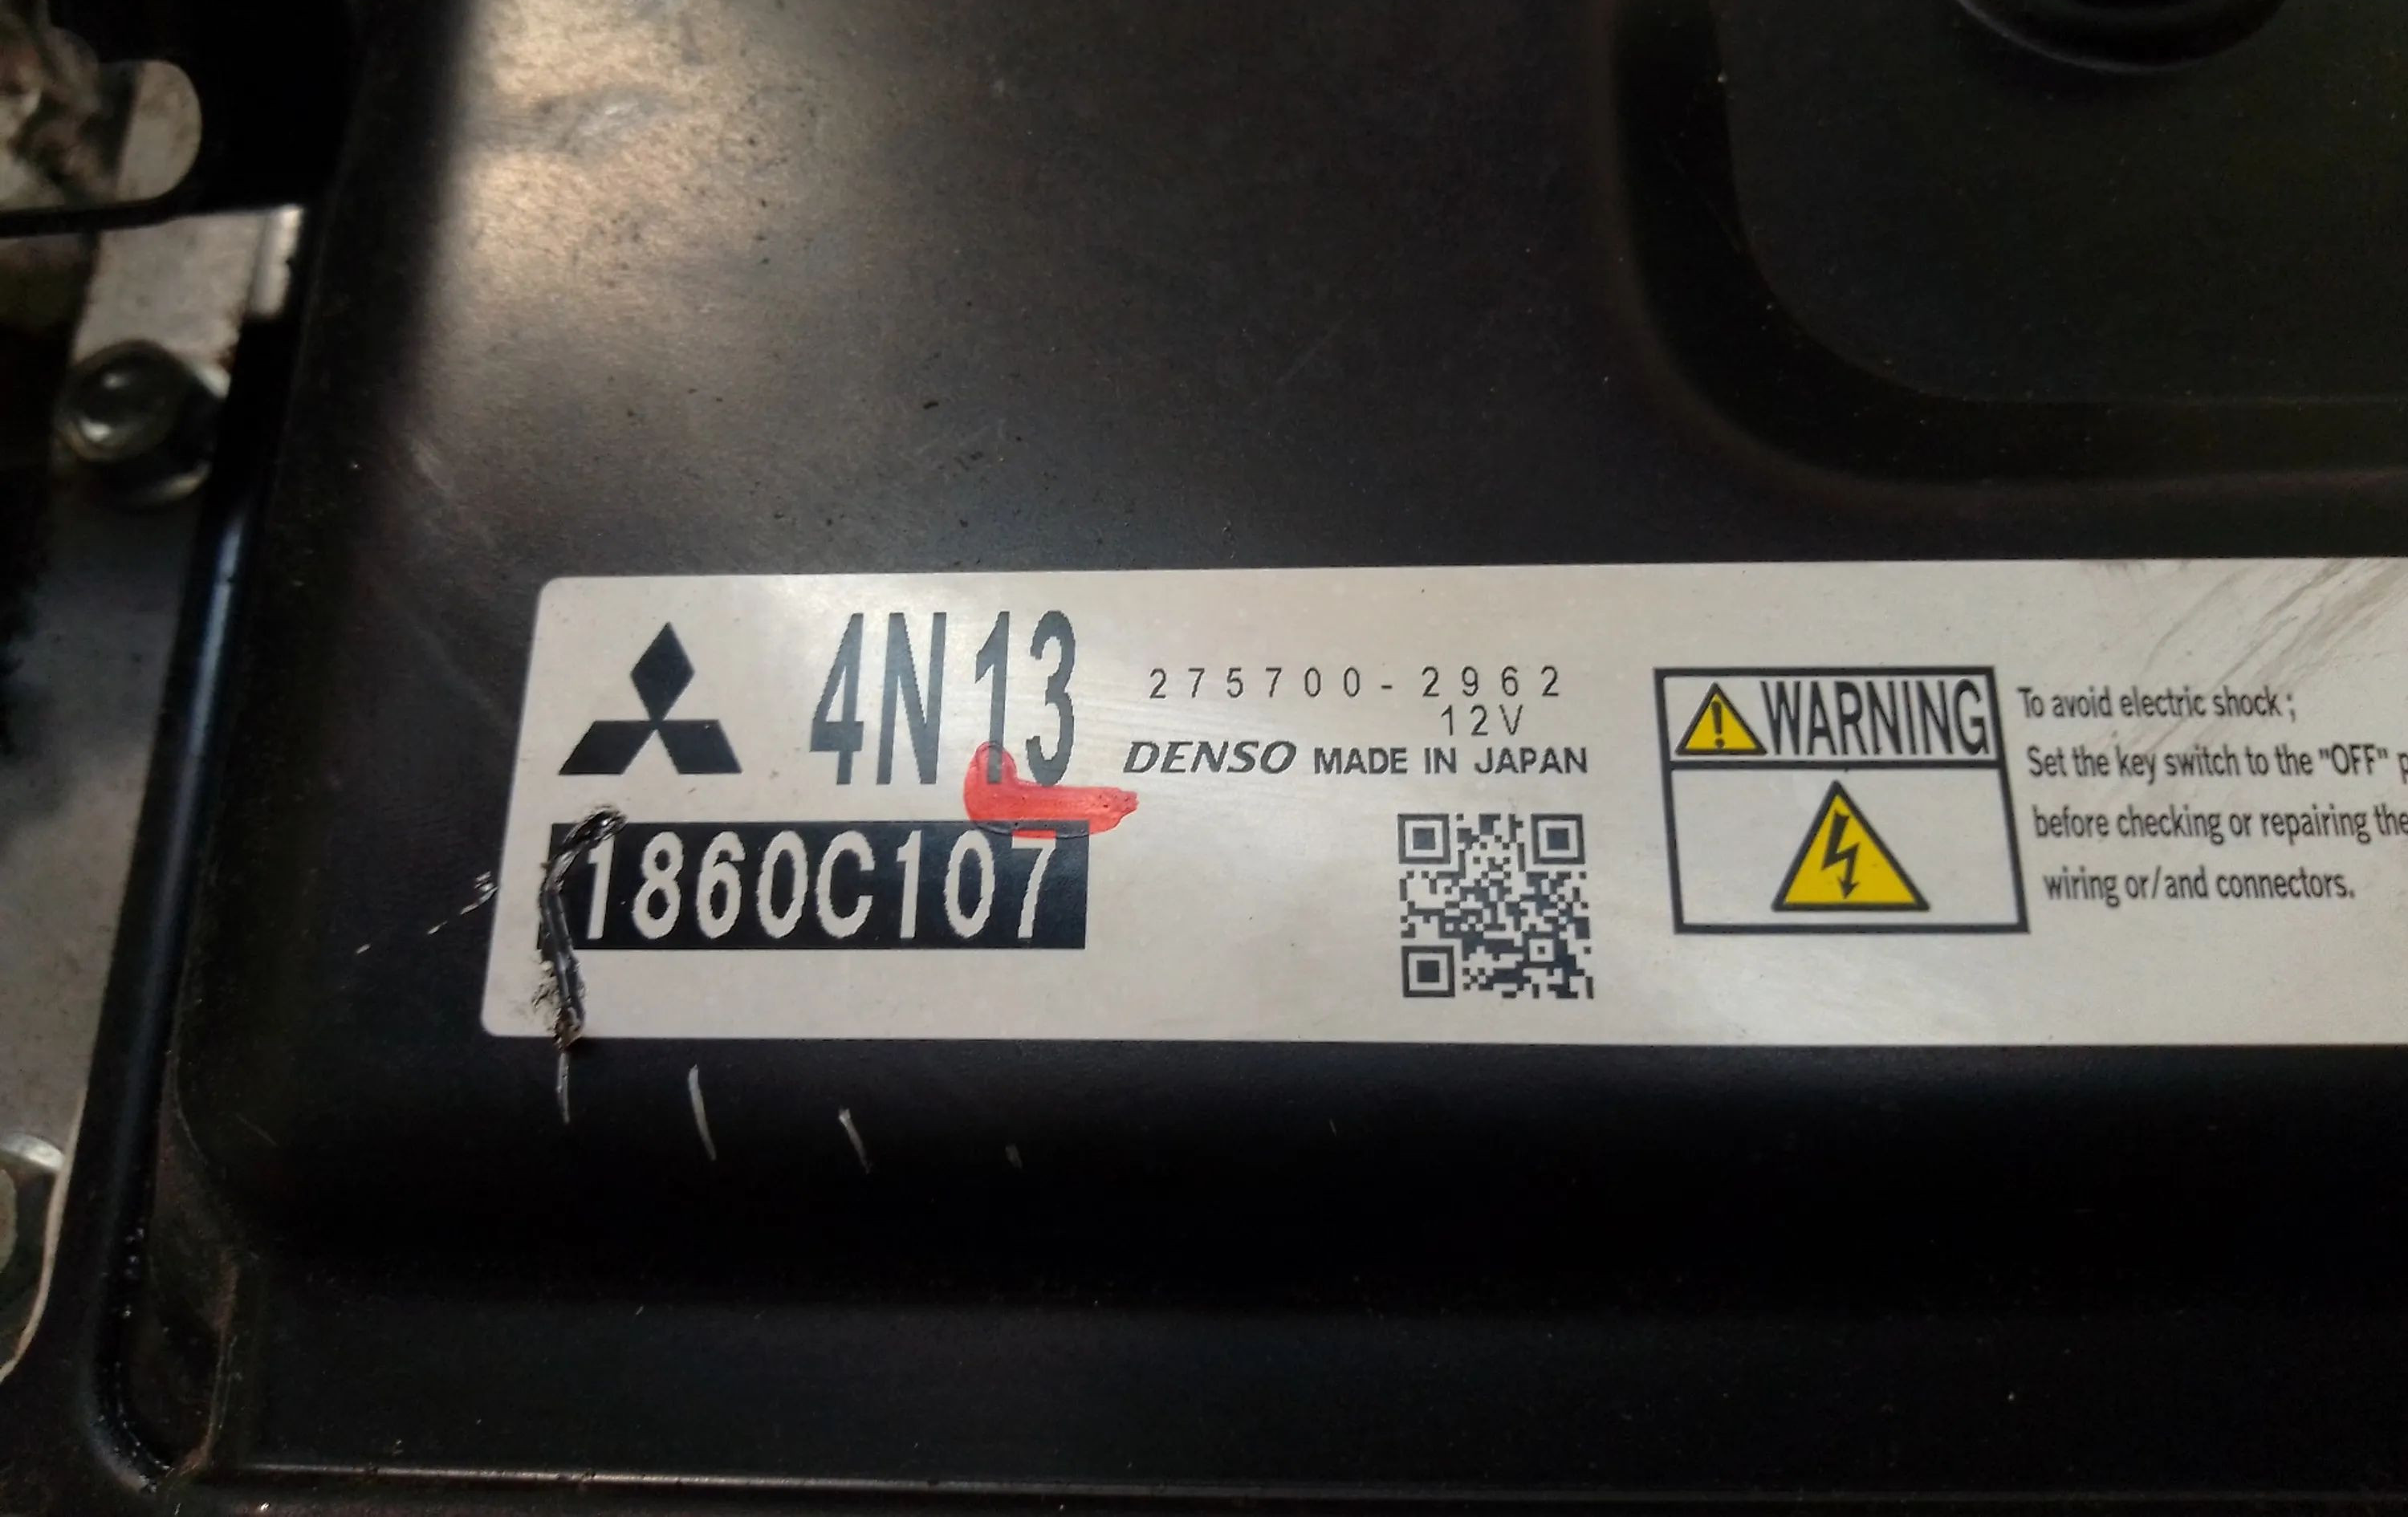 4N13
275700-2962
12V
DENSO MADE IN JAPAN
1860C107
WARNING
To avoid electric shock;
Set the key switch to the "OFF"
before checking or repairing the
wiring or/and connectors.